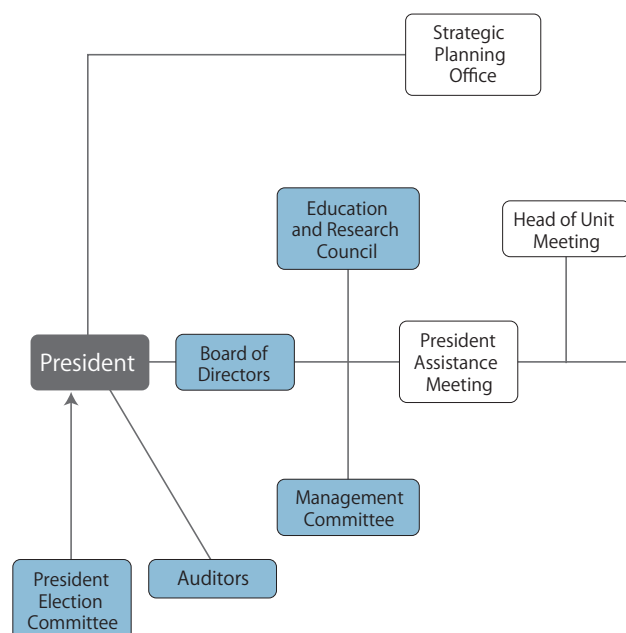 Strategic
Planning
Office
Education
and Research
Council
Head of Unit
Meeting
President
Board of
Directors
President
Assistance
Meeting
Management
Committee
President
Election
Committee
Auditors